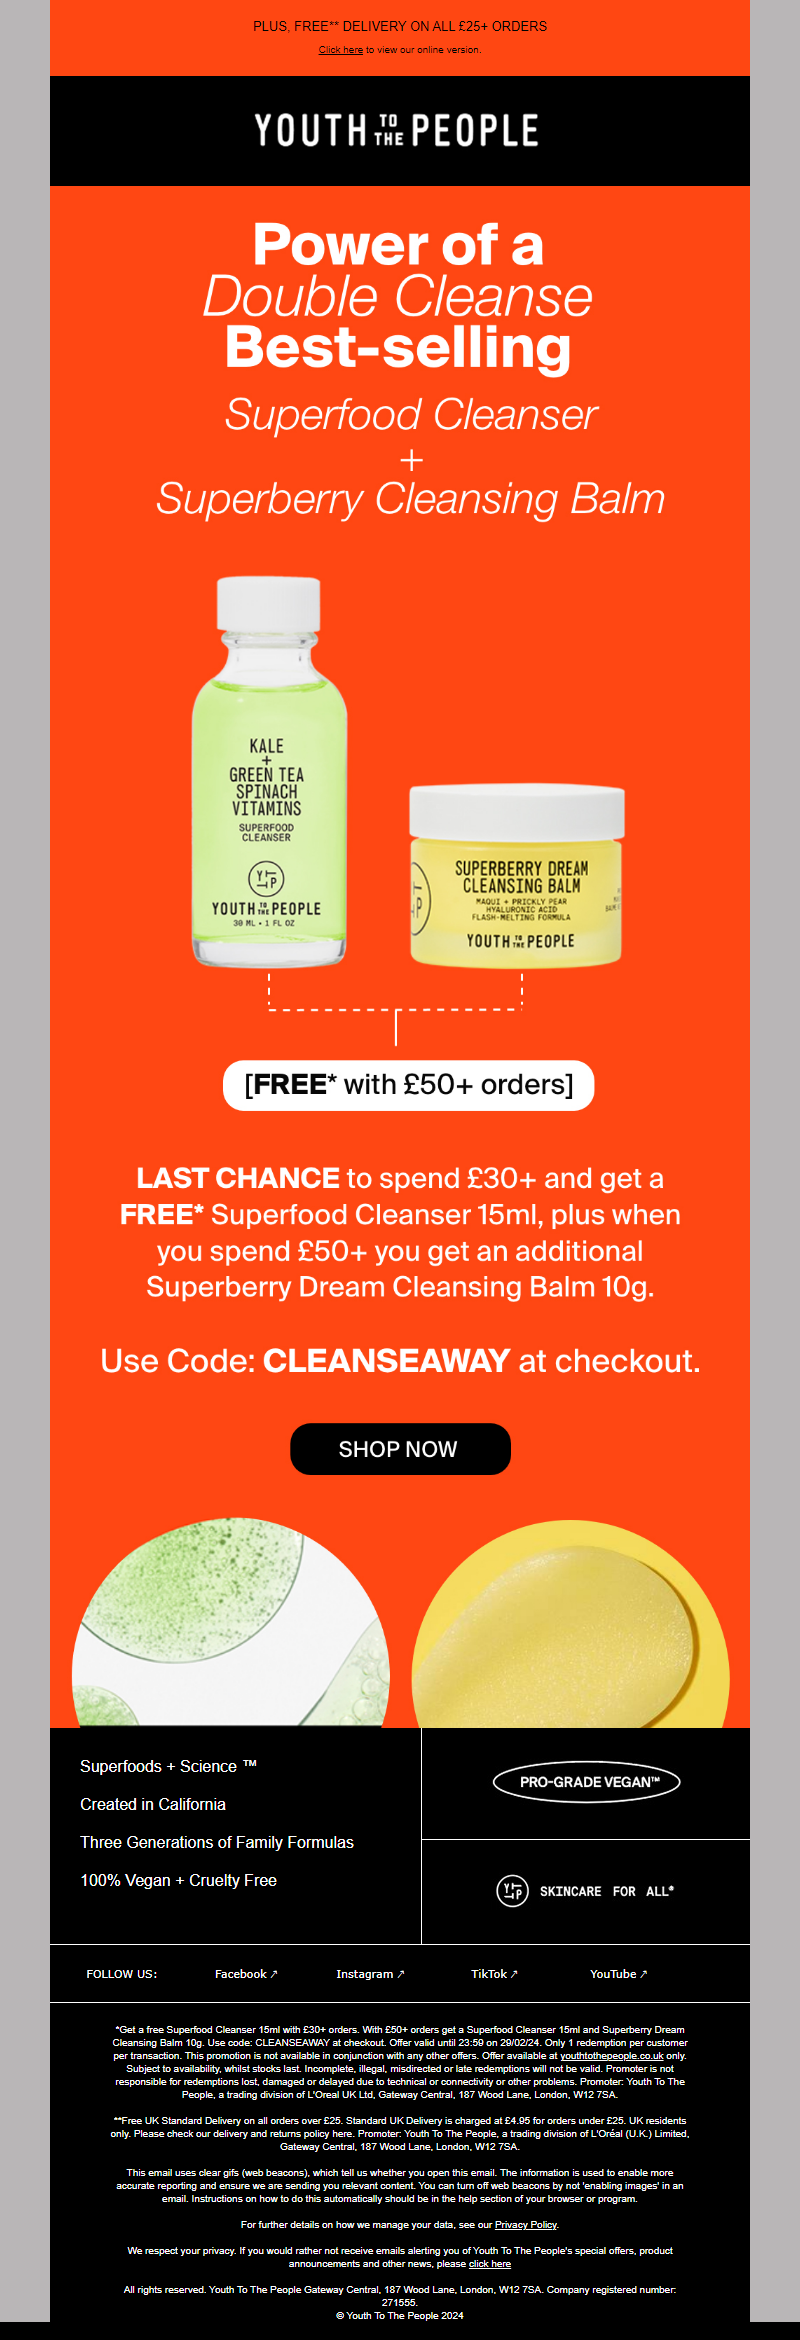 PLUS, FREE** DELIVERY ON ALL £25+ ORDERS
Click here to view our online version.
YOUTH TO THE PEOPLE
Power of a
Double Cleanse
Best-selling
Superfood Cleanser
+
Superberry Cleansing Balm
KALE
+
GREEN TEA
SPINACH
VITAMINS
SUPERFOOD
CLEANSER
YTTP
YOUTH TO THE PEOPLE
30 ML • 1 FL OZ
SUPERBERRY DREAM
CLEANSING BALM
MAQUI + PRICKLY PEAR
HYALURONIC ACID
FLASH-MELTING FORMULA
YOUTH TO THE PEOPLE
[FREE* with £50+ orders]
LAST CHANCE to spend £30+ and get a
FREE* Superfood Cleanser 15ml, plus when
you spend £50+ you get an additional
Superberry Dream Cleansing Balm 10g.
Use Code: CLEANSEAWAY at checkout.
SHOP NOW
Superfoods + Science ™
Created in California
Three Generations of Family Formulas
100% Vegan + Cruelty Free
PRO-GRADE VEGAN™
YTTP SKINCARE FOR ALL®
FOLLOW US: Facebook ↗ Instagram ↗ TikTok ↗ YouTube ↗
*Get a free Superfood Cleanser 15ml with £30+ orders. With £50+ orders get a Superfood Cleanser 15ml and Superberry Dream
Cleansing Balm 10g. Use code: CLEANSEAWAY at checkout. Offer valid until 23:59 on 29/02/24. Only 1 redemption per customer
per transaction. This promotion is not available in conjunction with any other offers. Offer available at youthtothepeople.co.uk only.
Subject to availability, whilst stocks last. Incomplete, illegal, misdirected or late redemptions will not be valid. Promoter is not
responsible for redemptions lost, damaged or delayed due to technical or connectivity or other problems. Promoter: Youth To The
People, a trading division of L'Oreal UK Ltd, Gateway Central, 187 Wood Lane, London, W12 7SA.
**Free UK Standard Delivery on all orders over £25. Standard UK Delivery is charged at £4.95 for orders under £25. UK residents
only. Please check our delivery and returns policy here. Promoter: Youth To The People, a trading division of L'Oréal (U.K.) Limited,
Gateway Central, 187 Wood Lane, London, W12 7SA.
This email uses clear gifs (web beacons), which tell us whether you open this email. The information is used to enable more
accurate reporting and ensure we are sending you relevant content. You can turn off web beacons by not 'enabling images' in an
email. Instructions on how to do this automatically should be in the help section of your browser or program.
For further details on how we manage your data, see our Privacy Policy.
We respect your privacy. If you would rather not receive emails alerting you of Youth To The People's special offers, product
announcements and other news, please click here
All rights reserved. Youth To The People Gateway Central, 187 Wood Lane, London, W12 7SA. Company registered number:
271555.
© Youth To The People 2024